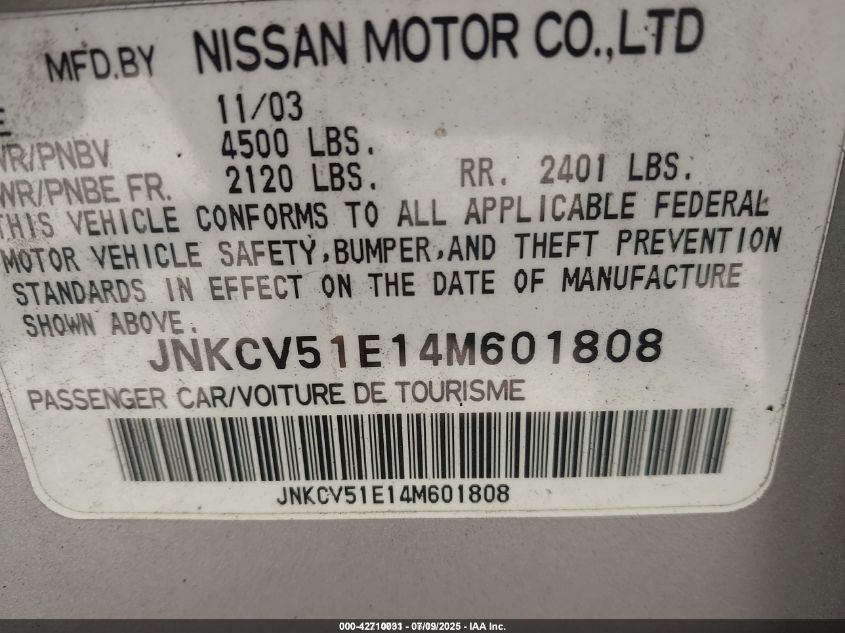 MFD.BY NISSAN MOTOR CO.,LTD
11/03
WR/PNBV 4500 LBS.
WR/PNBE FR. 2120 LBS. RR. 2401 LBS.
THIS VEHICLE CONFORMS TO ALL APPLICABLE FEDERAL
MOTOR VEHICLE SAFETY,BUMPER,AND THEFT PREVENTION
STANDARDS IN EFFECT ON THE DATE OF MANUFACTURE
SHOWN ABOVE.
JNKCV51E14M601808
PASSENGER CAR/VOITURE DE TOURISME
JNKCV51E14M601808
000-42710031 - 07/09/2025 - IAA Inc.